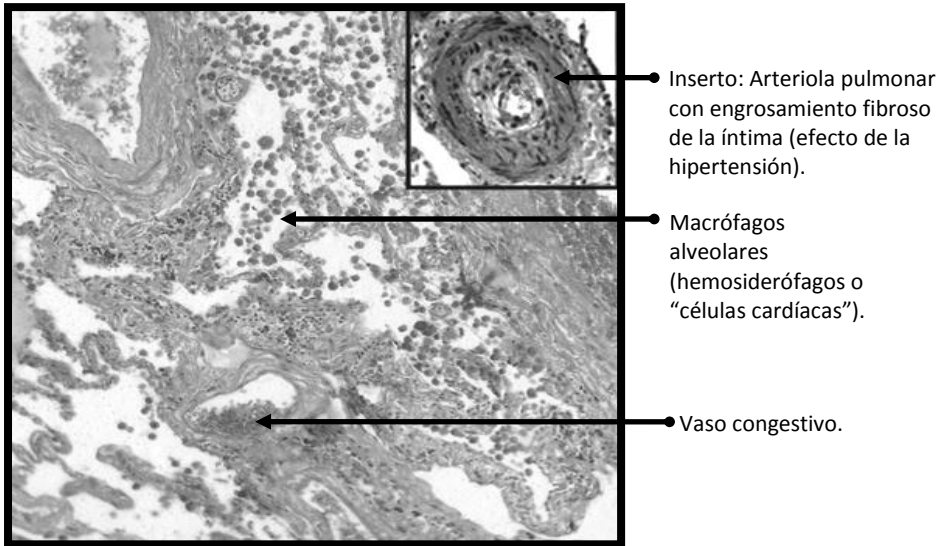 Inserto: Arteriola pulmonar
con engrosamiento fibroso
de la íntima (efecto de la
hipertensión).
Macrófagos
alveolares
(hemosiderófagos o
“células cardíacas”).
Vaso congestivo.